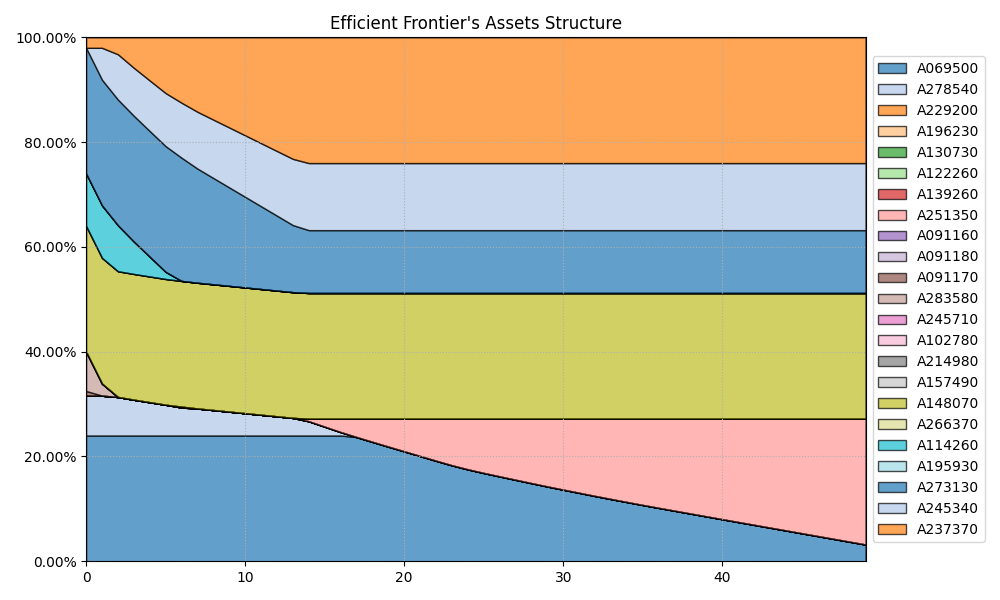 Efficient Frontier's Assets Structure
100.00%
80.00%
60.00%
40.00%
20.00%
0.00%
0
10
20
30
40
A069500
A278540
A229200
A196230
A130730
A122260
A139260
A251350
A091160
A091180
A091170
A283580
A245710
A102780
A214980
A157490
A148070
A266370
A114260
A195930
A273130
A245340
A237370